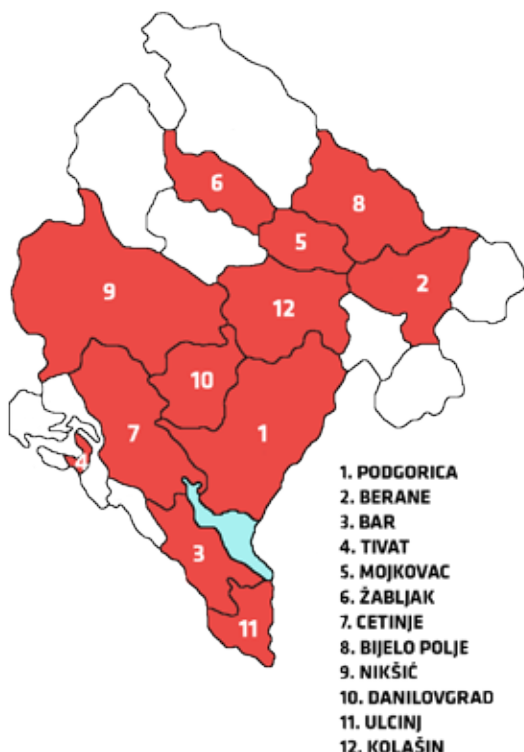 6
8
5
2
9
12
10
7
1
4
3
11
1. PODGORICA
2. BERANE
3. BAR
4. TIVAT
5. MOJKOVAC
6. ŽABLJAK
7. CETINJE
8. BIJELO POLJE
9. NIKŠIĆ
10. DANILOVGRAD
11. ULCINJ
12. KOLAŠIN